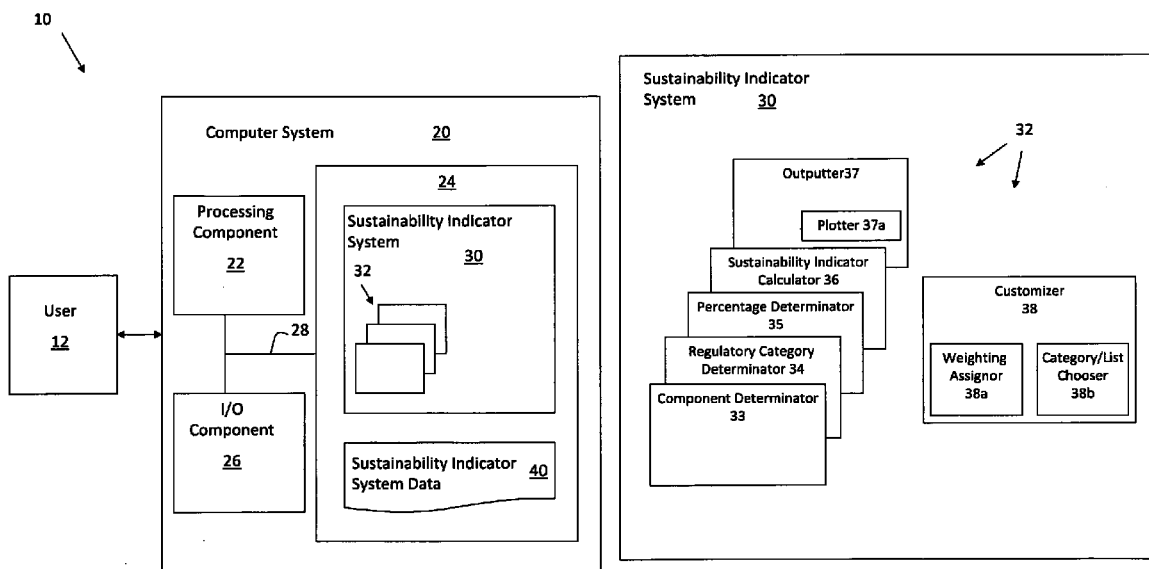 10
Computer System 20
Processing
Component
22
User
12
28
I/O
Component
26
24
Sustainability Indicator
System
30
32
Sustainability Indicator
System Data
40
Sustainability Indicator
System 30
32
Outputter37
Plotter 37a
Sustainability Indicator
Calculator 36
Percentage Determinator
35
Regulatory Category
Determinator 34
Component Determinator
33
Customizer
38
Weighting
Assignor
38a
Category/List
Chooser
38b